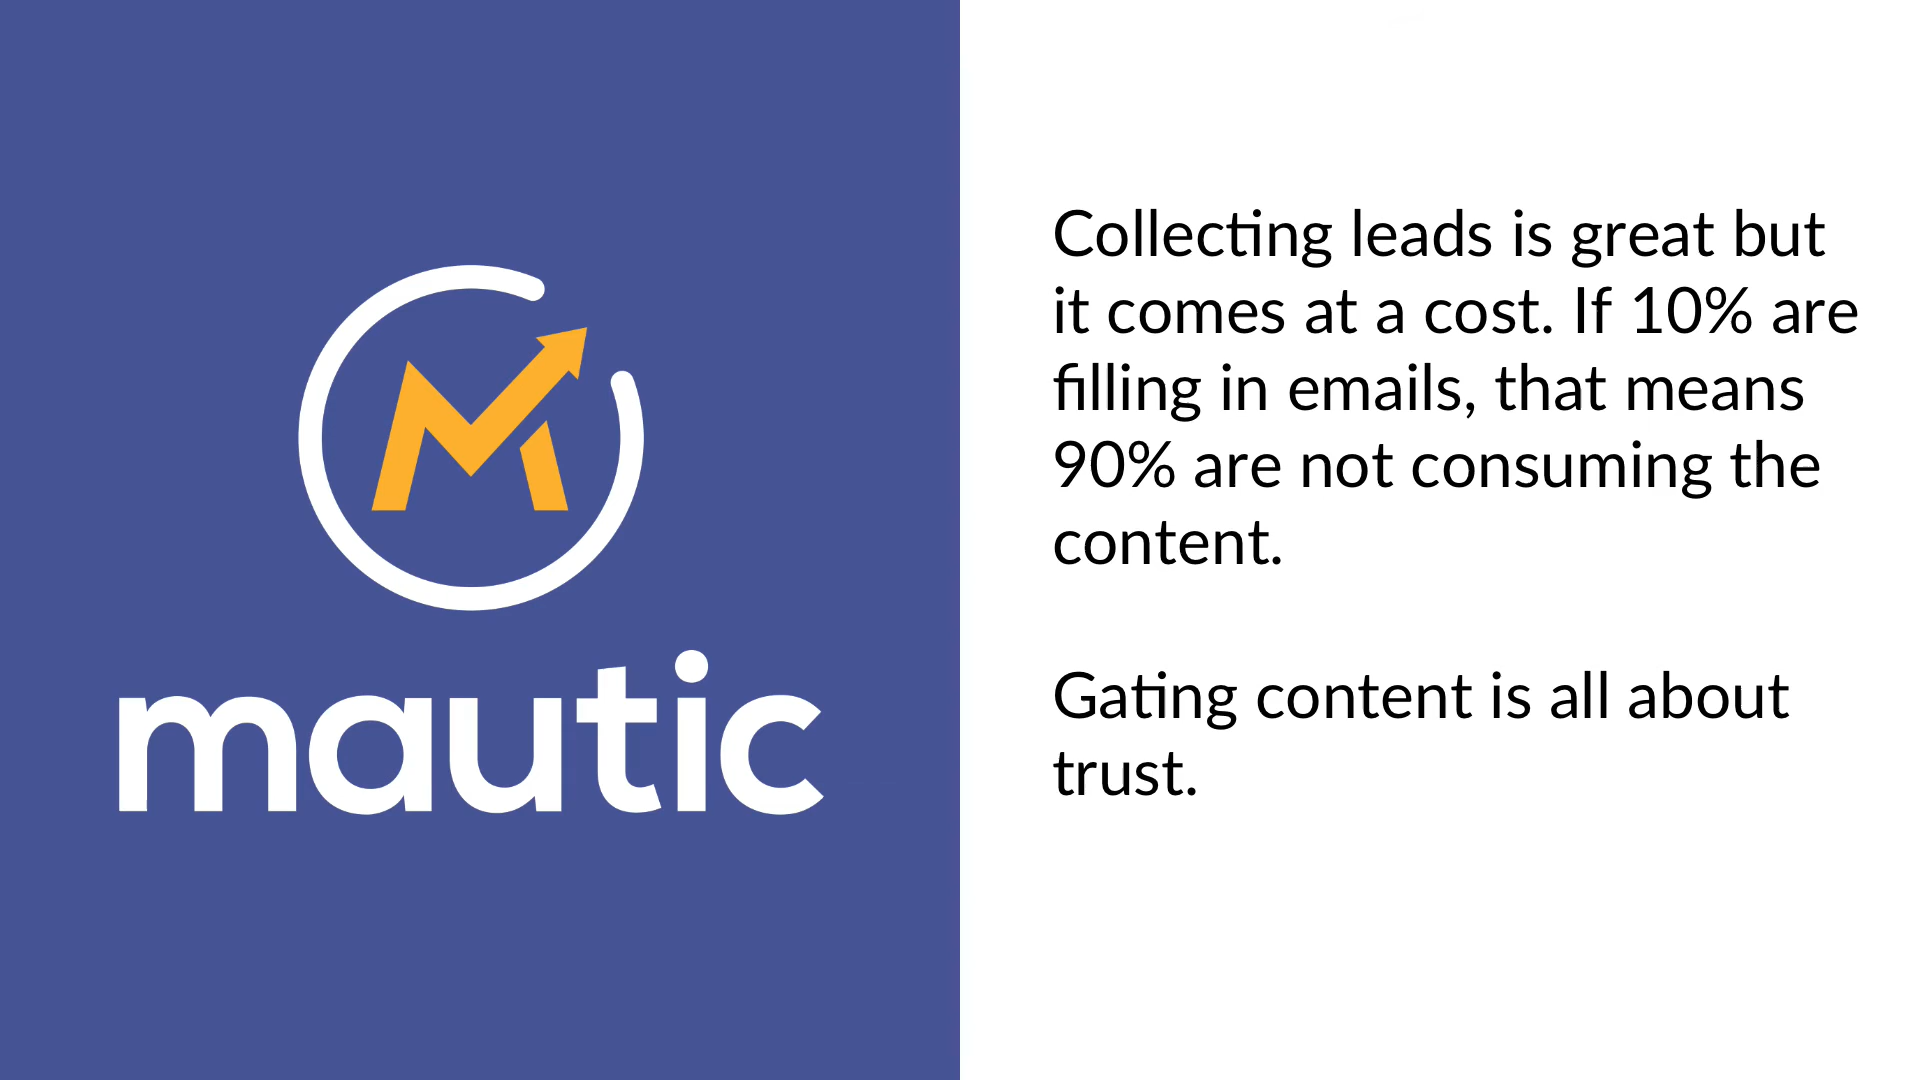 mautic
Collecting leads is great but
it comes at a cost. If 10% are
filling in emails, that means
90% are not consuming the
content.
Gating content is all about
trust.